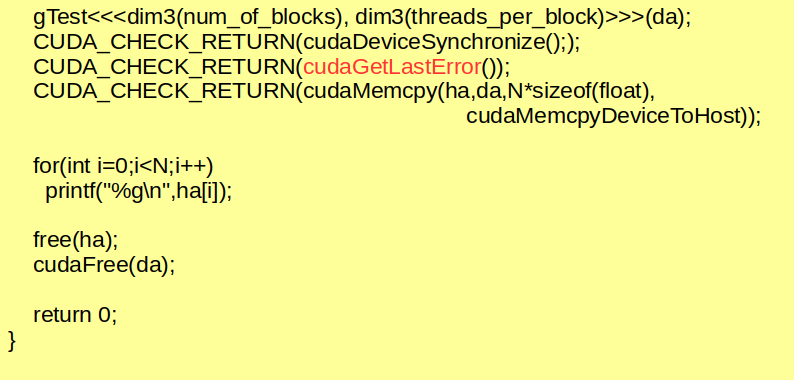 gTest<<<dim3(num_of_blocks), dim3(threads_per_block)>>>(da);
CUDA_CHECK_RETURN(cudaDeviceSynchronize(););
CUDA_CHECK_RETURN(cudaGetLastError());
CUDA_CHECK_RETURN(cudaMemcpy(ha,da,N*sizeof(float),
cudaMemcpyDeviceToHost));
for(int i=0;i<N;i++)
printf("%g\n",ha[i]);
free(ha);
cudaFree(da);
return 0;
}